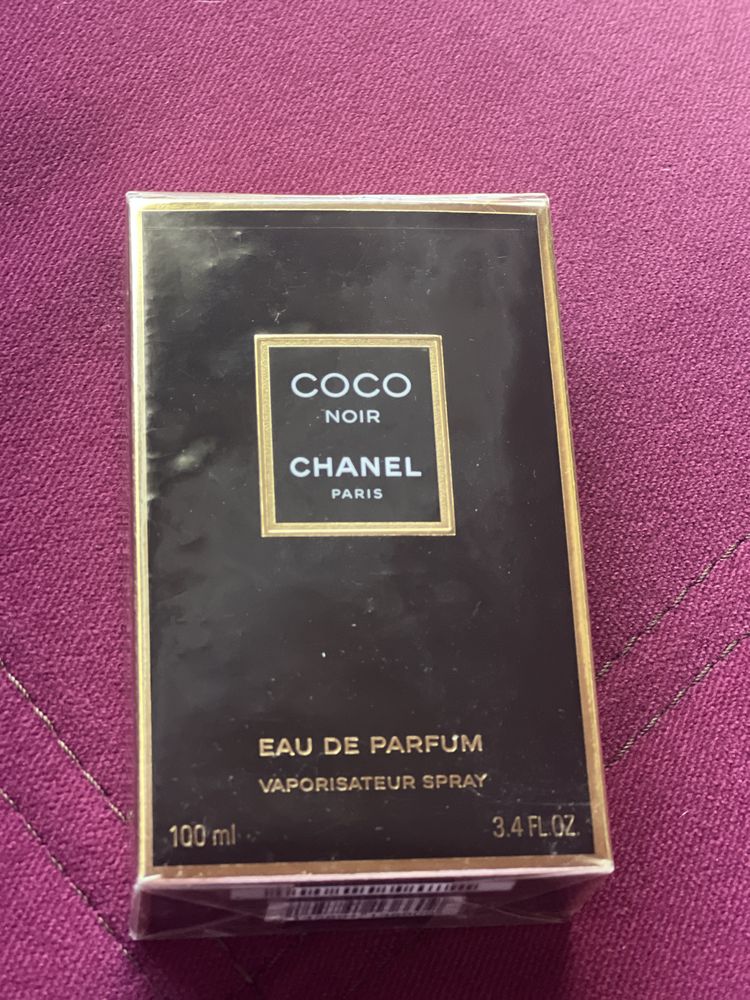 COCO
NOIR
CHANEL
PARIS
EAU DE PARFUM
VAPORISATEUR SPRAY
100 ml 3.4 FL.OZ.